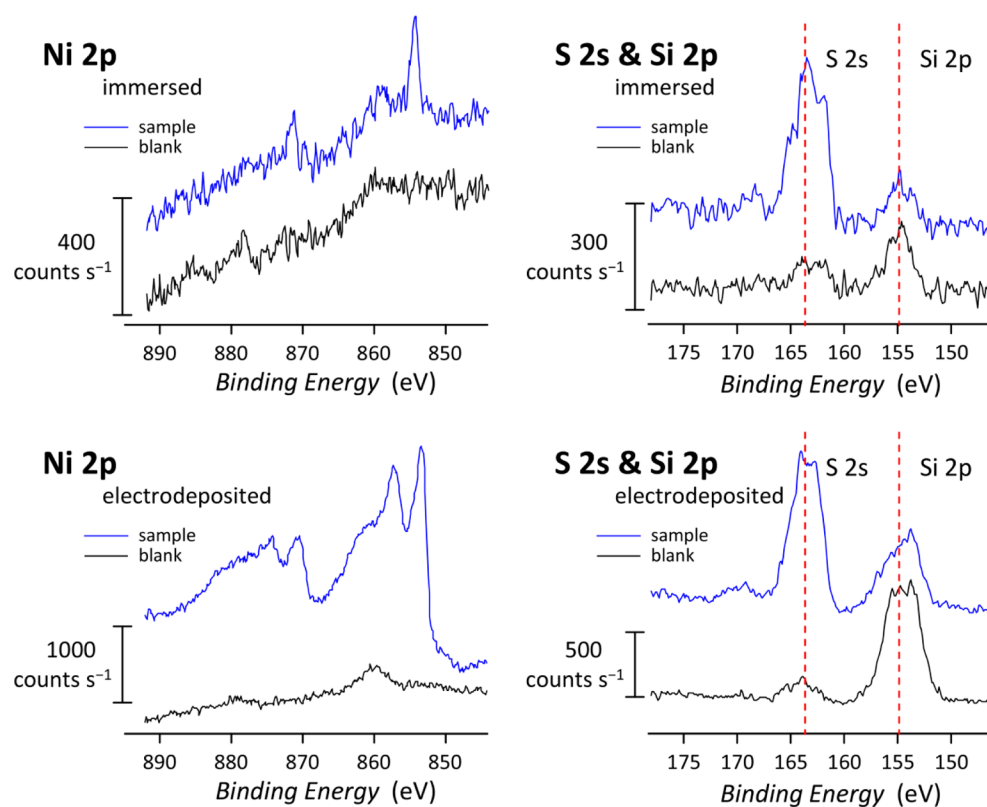 Ni 2p
immersed
sample
blank
400
counts s⁻¹
890 880 870 860 850
Binding Energy (eV)
S 2s & Si 2p
immersed
sample
blank
S 2s
Si 2p
300
counts s⁻¹
175 170 165 160 155 150
Binding Energy (eV)
Ni 2p
electrodeposited
sample
blank
1000
counts s⁻¹
890 880 870 860 850
Binding Energy (eV)
S 2s & Si 2p
electrodeposited
sample
blank
S 2s
Si 2p
500
counts s⁻¹
175 170 165 160 155 150
Binding Energy (eV)